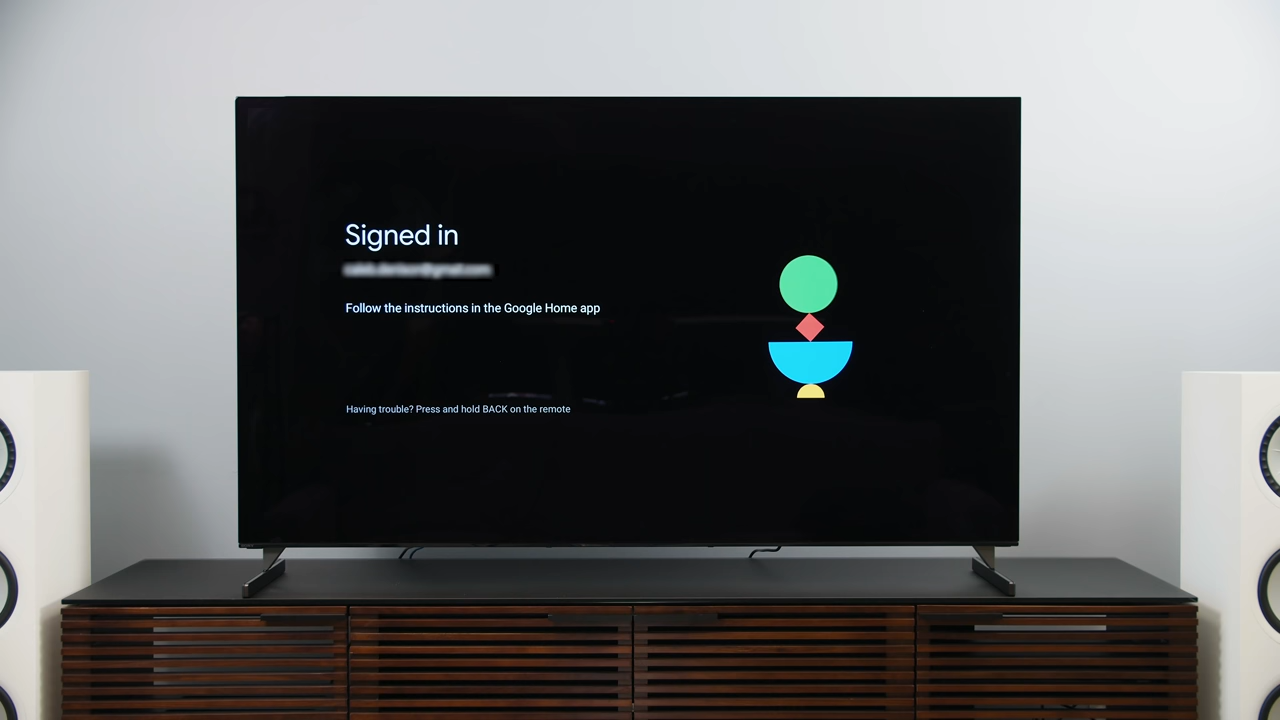 Signed in
Follow the instructions in the Google Home app
Having trouble? Press and hold BACK on the remote